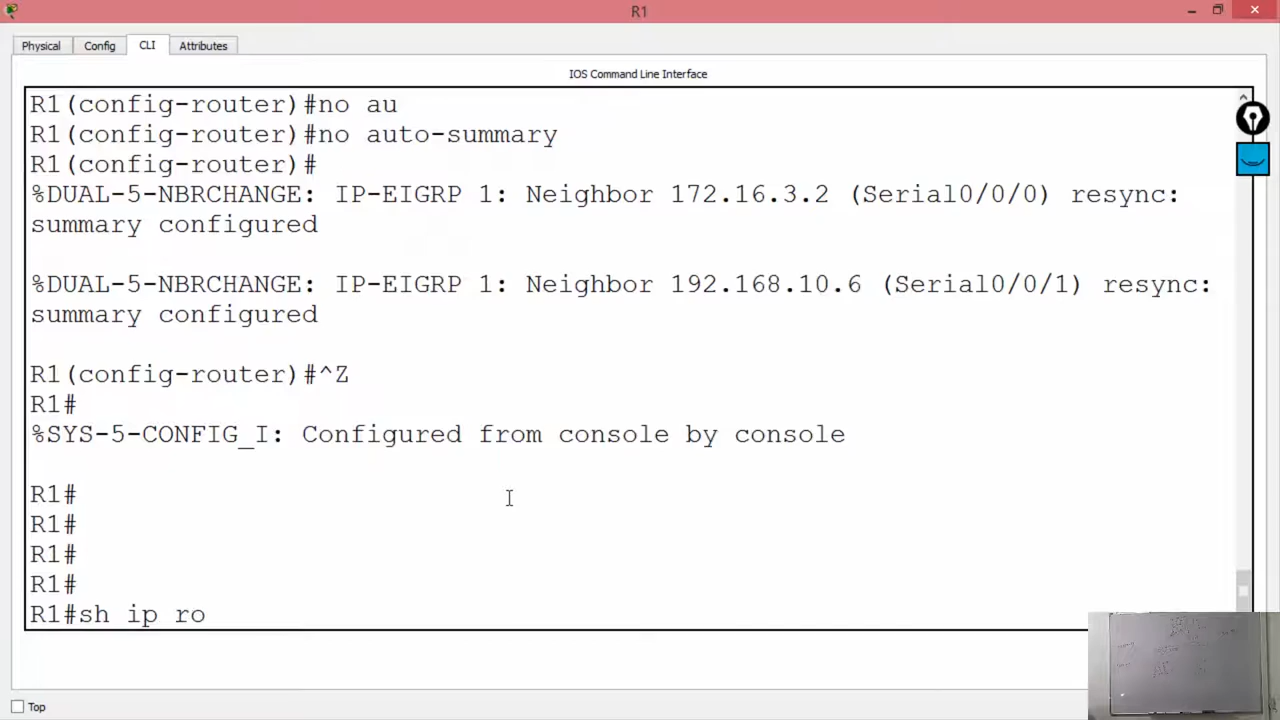 R1
Physical Config CLI Attributes
IOS Command Line Interface
R1(config-router)#no au
R1(config-router)#no auto-summary
R1(config-router)#
%DUAL-5-NBRCHANGE: IP-EIGRP 1: Neighbor 172.16.3.2 (Serial0/0/0) resync:
summary configured
%DUAL-5-NBRCHANGE: IP-EIGRP 1: Neighbor 192.168.10.6 (Serial0/0/1) resync:
summary configured
R1(config-router)#^Z
R1#
%SYS-5-CONFIG_I: Configured from console by console
R1#
R1#
R1#
R1#
R1#sh ip ro
Top